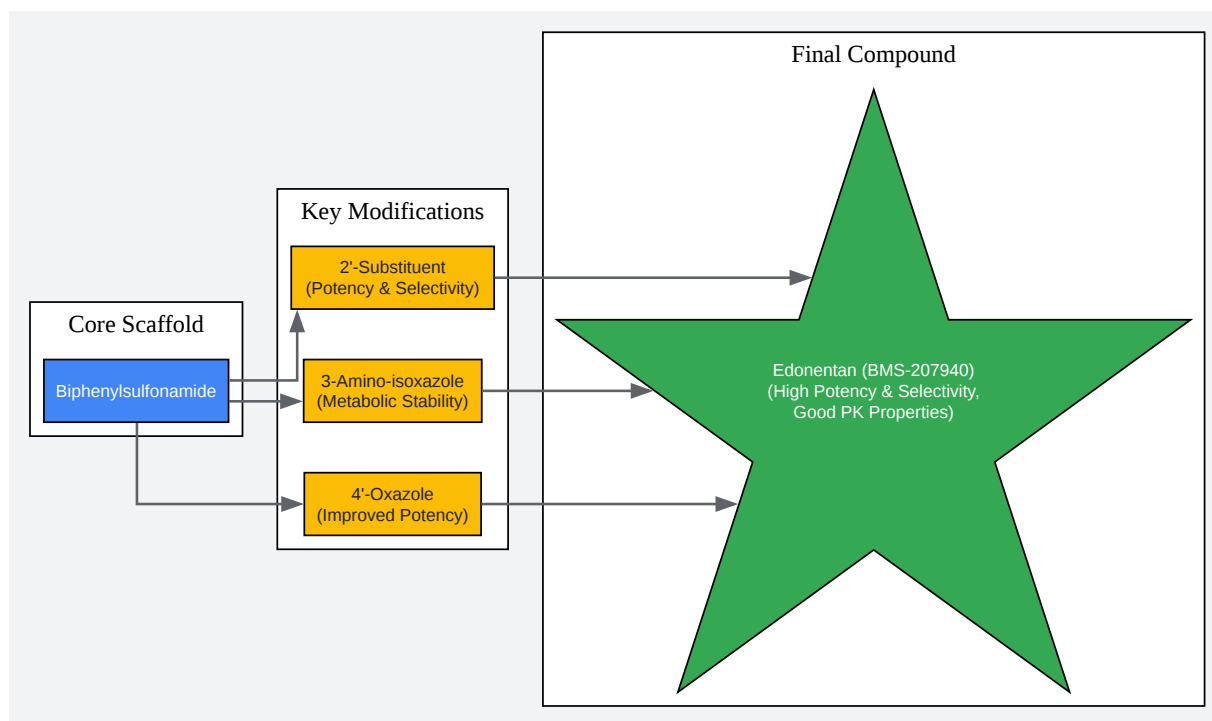 Core Scaffold
Biphenylsulfonamide
Key Modifications
2'-Substituent
(Potency & Selectivity)
3-Amino-isoxazole
(Metabolic Stability)
4'-Oxazole
(Improved Potency)
Final Compound
Edonentan (BMS-207940)
(High Potency & Selectivity,
Good PK Properties)